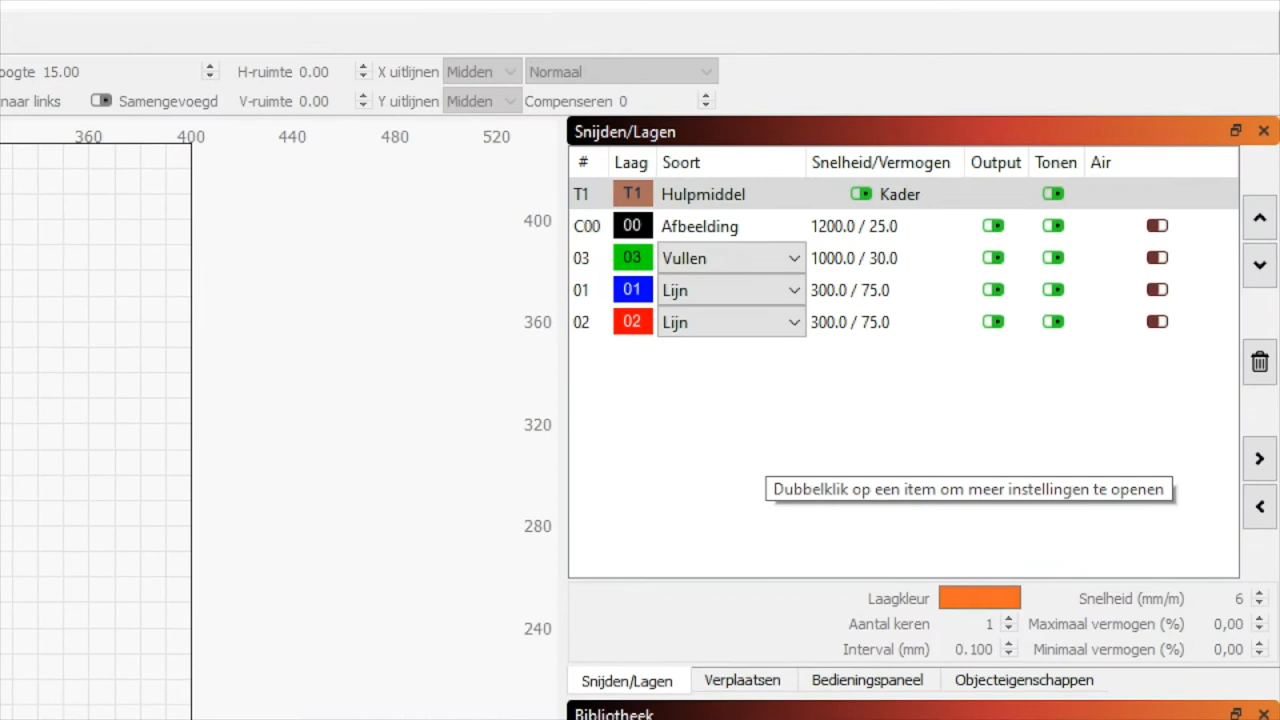 oogte 15.00 H-ruimte 0.00 X uitlijnen Midden Normaal
naar links Samengevoegd V-ruimte 0.00 Y uitlijnen Midden Compenseren 0
360 400 440 480 520
Snijden/Lagen
# Laag Soort Snelheid/Vermogen Output Tonen Air
T1 T1 Hulpmiddel Kader
C00 00 Afbeelding 1200.0 / 25.0
03 03 Vullen 1000.0 / 30.0
01 01 Lijn 300.0 / 75.0
02 02 Lijn 300.0 / 75.0
400
360
320
280
240
Dubbelklik op een item om meer instellingen te openen
Laagkleur Snelheid (mm/m) 6
Aantal keren 1 Maximaal vermogen (%) 0,00
Interval (mm) 0.100 Minimaal vermogen (%) 0,00
Snijden/Lagen Verplaatsen Bedieningspaneel Objecteigenschappen
Bibliotheek